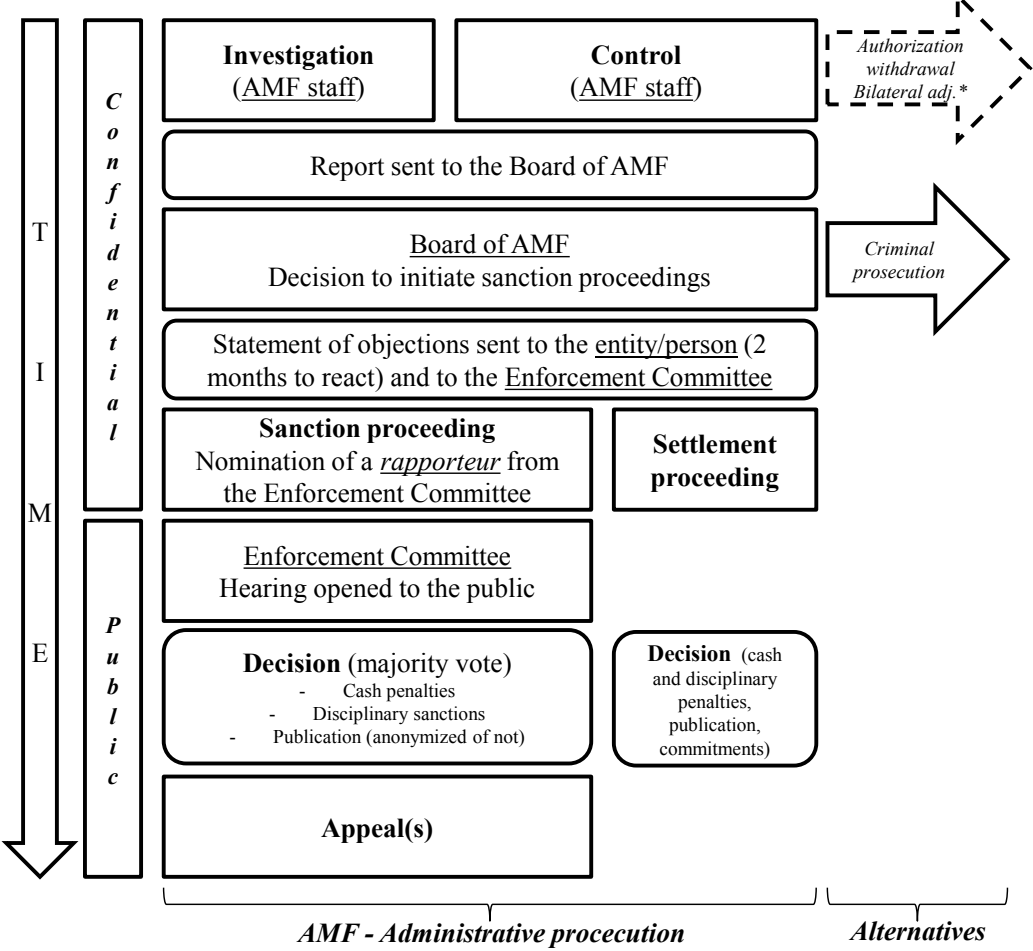 T
I
M
E
Confidential
Public
Investigation
(AMF staff)
Control
(AMF staff)
Authorization
withdrawal
Bilateral adj.*
Report sent to the Board of AMF
Board of AMF
Decision to initiate sanction proceedings
Criminal
prosecution
Statement of objections sent to the entity/person (2
months to react) and to the Enforcement Committee
Sanction proceeding
Nomination of a rapporteur from
the Enforcement Committee
Settlement
proceeding
Enforcement Committee
Hearing opened to the public
Decision (majority vote)
- Cash penalties
- Disciplinary sanctions
- Publication (anonymized of not)
Decision (cash
and disciplinary
penalties,
publication,
commitments)
Appeal(s)
AMF - Administrative procecution
Alternatives